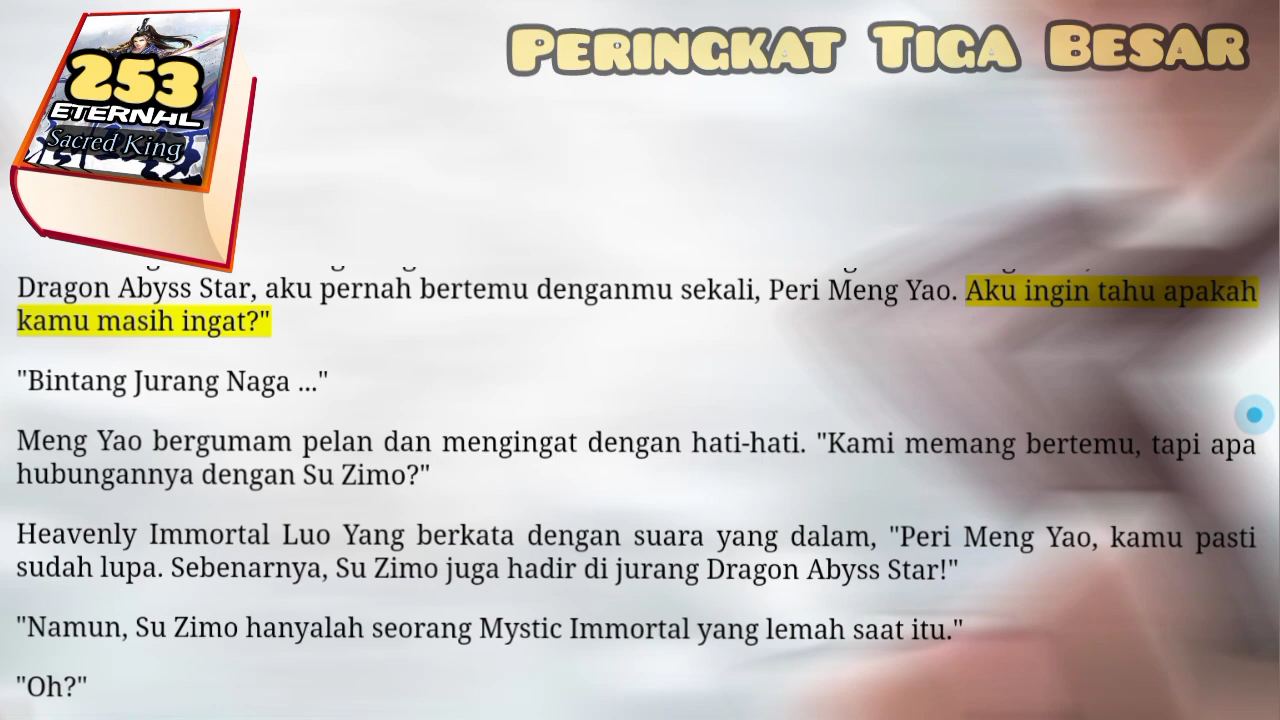 PERINGKAT TIGA BESAR
253
ETERNAL
Sacred King
Dragon Abyss Star, aku pernah bertemu denganmu sekali, Peri Meng Yao. Aku ingin tahu apakah
kamu masih ingat?"
"Bintang Jurang Naga ..."
Meng Yao bergumam pelan dan mengingat dengan hati-hati. "Kami memang bertemu, tapi apa
hubungannya dengan Su Zimo?"
Heavenly Immortal Luo Yang berkata dengan suara yang dalam, "Peri Meng Yao, kamu pasti
sudah lupa. Sebenarnya, Su Zimo juga hadir di jurang Dragon Abyss Star!"
"Namun, Su Zimo hanyalah seorang Mystic Immortal yang lemah saat itu."
"Oh?"